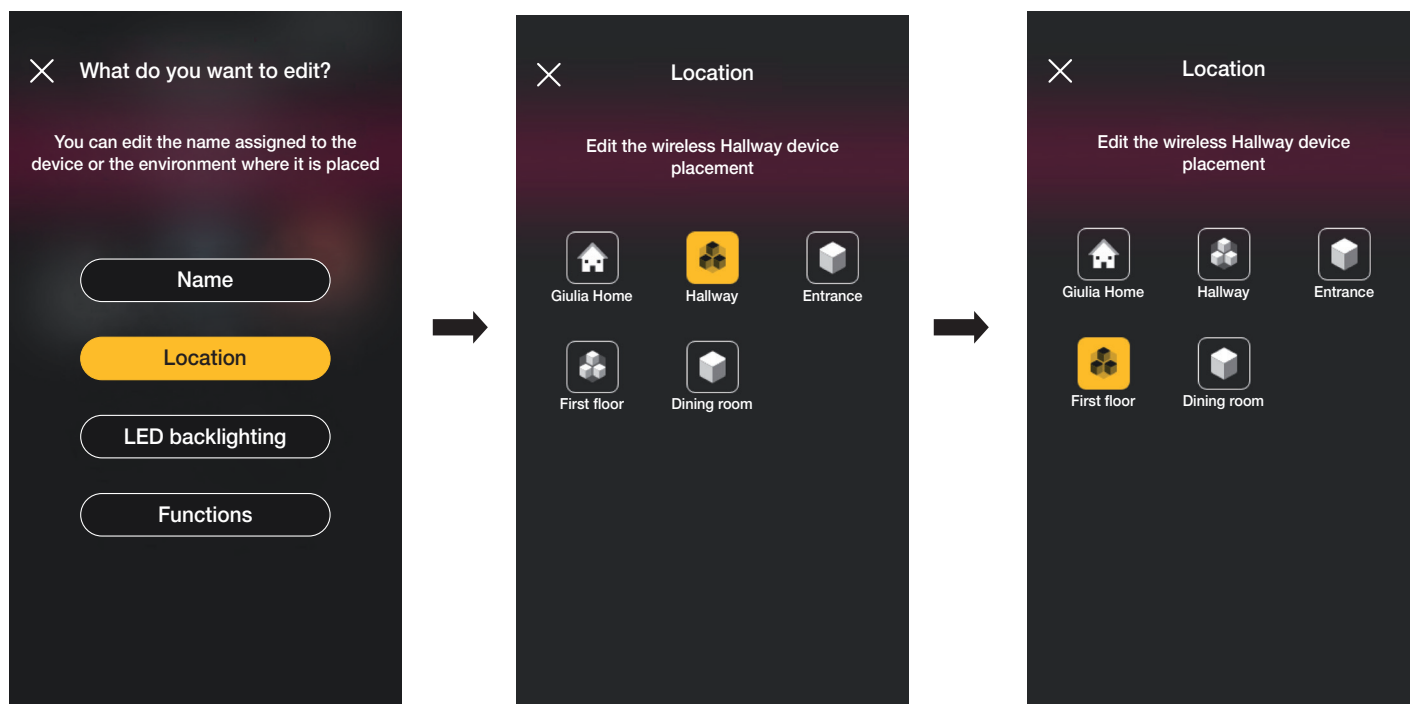 What do you want to edit?
You can edit the name assigned to the
device or the environment where it is placed
Name
Location
LED backlighting
Functions
Location
Edit the wireless Hallway device
placement
Giulia Home
Hallway
Entrance
First floor
Dining room
Location
Edit the wireless Hallway device
placement
Giulia Home
Hallway
Entrance
First floor
Dining room